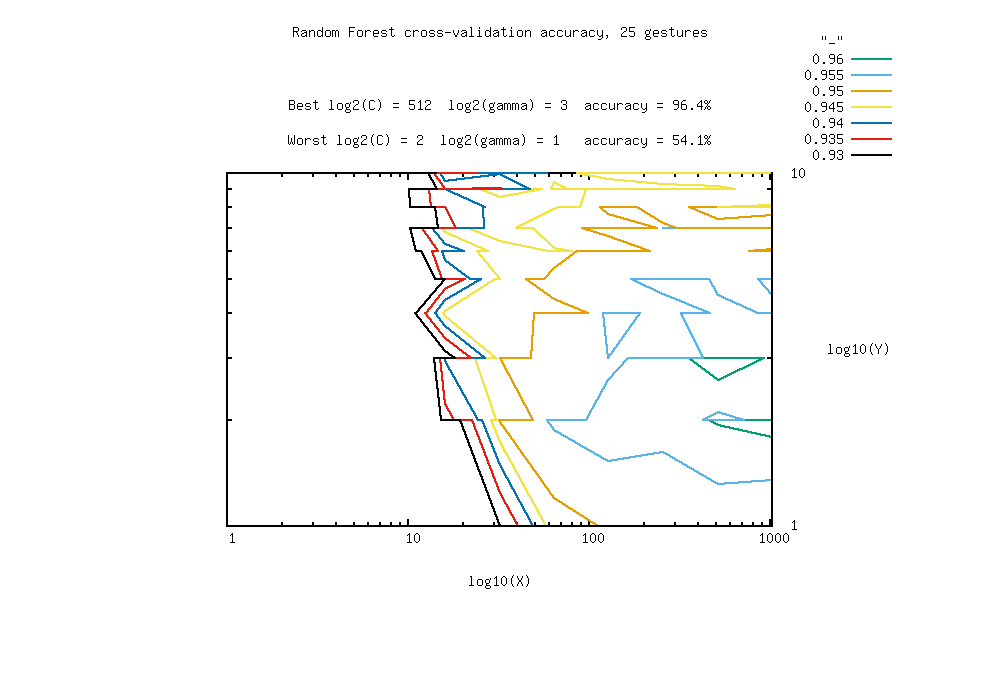 Random Forest cross-validation accuracy, 25 gestures
"_"
0.96
0.955
0.95
0.945
0.94
0.935
0.93
Best log2(C) = 512 log2(gamma) = 3 accuracy = 96.4%
Worst log2(C) = 2 log2(gamma) = 1 accuracy = 54.1%
10
log10(Y)
1
1 10 100 1000
log10(X)